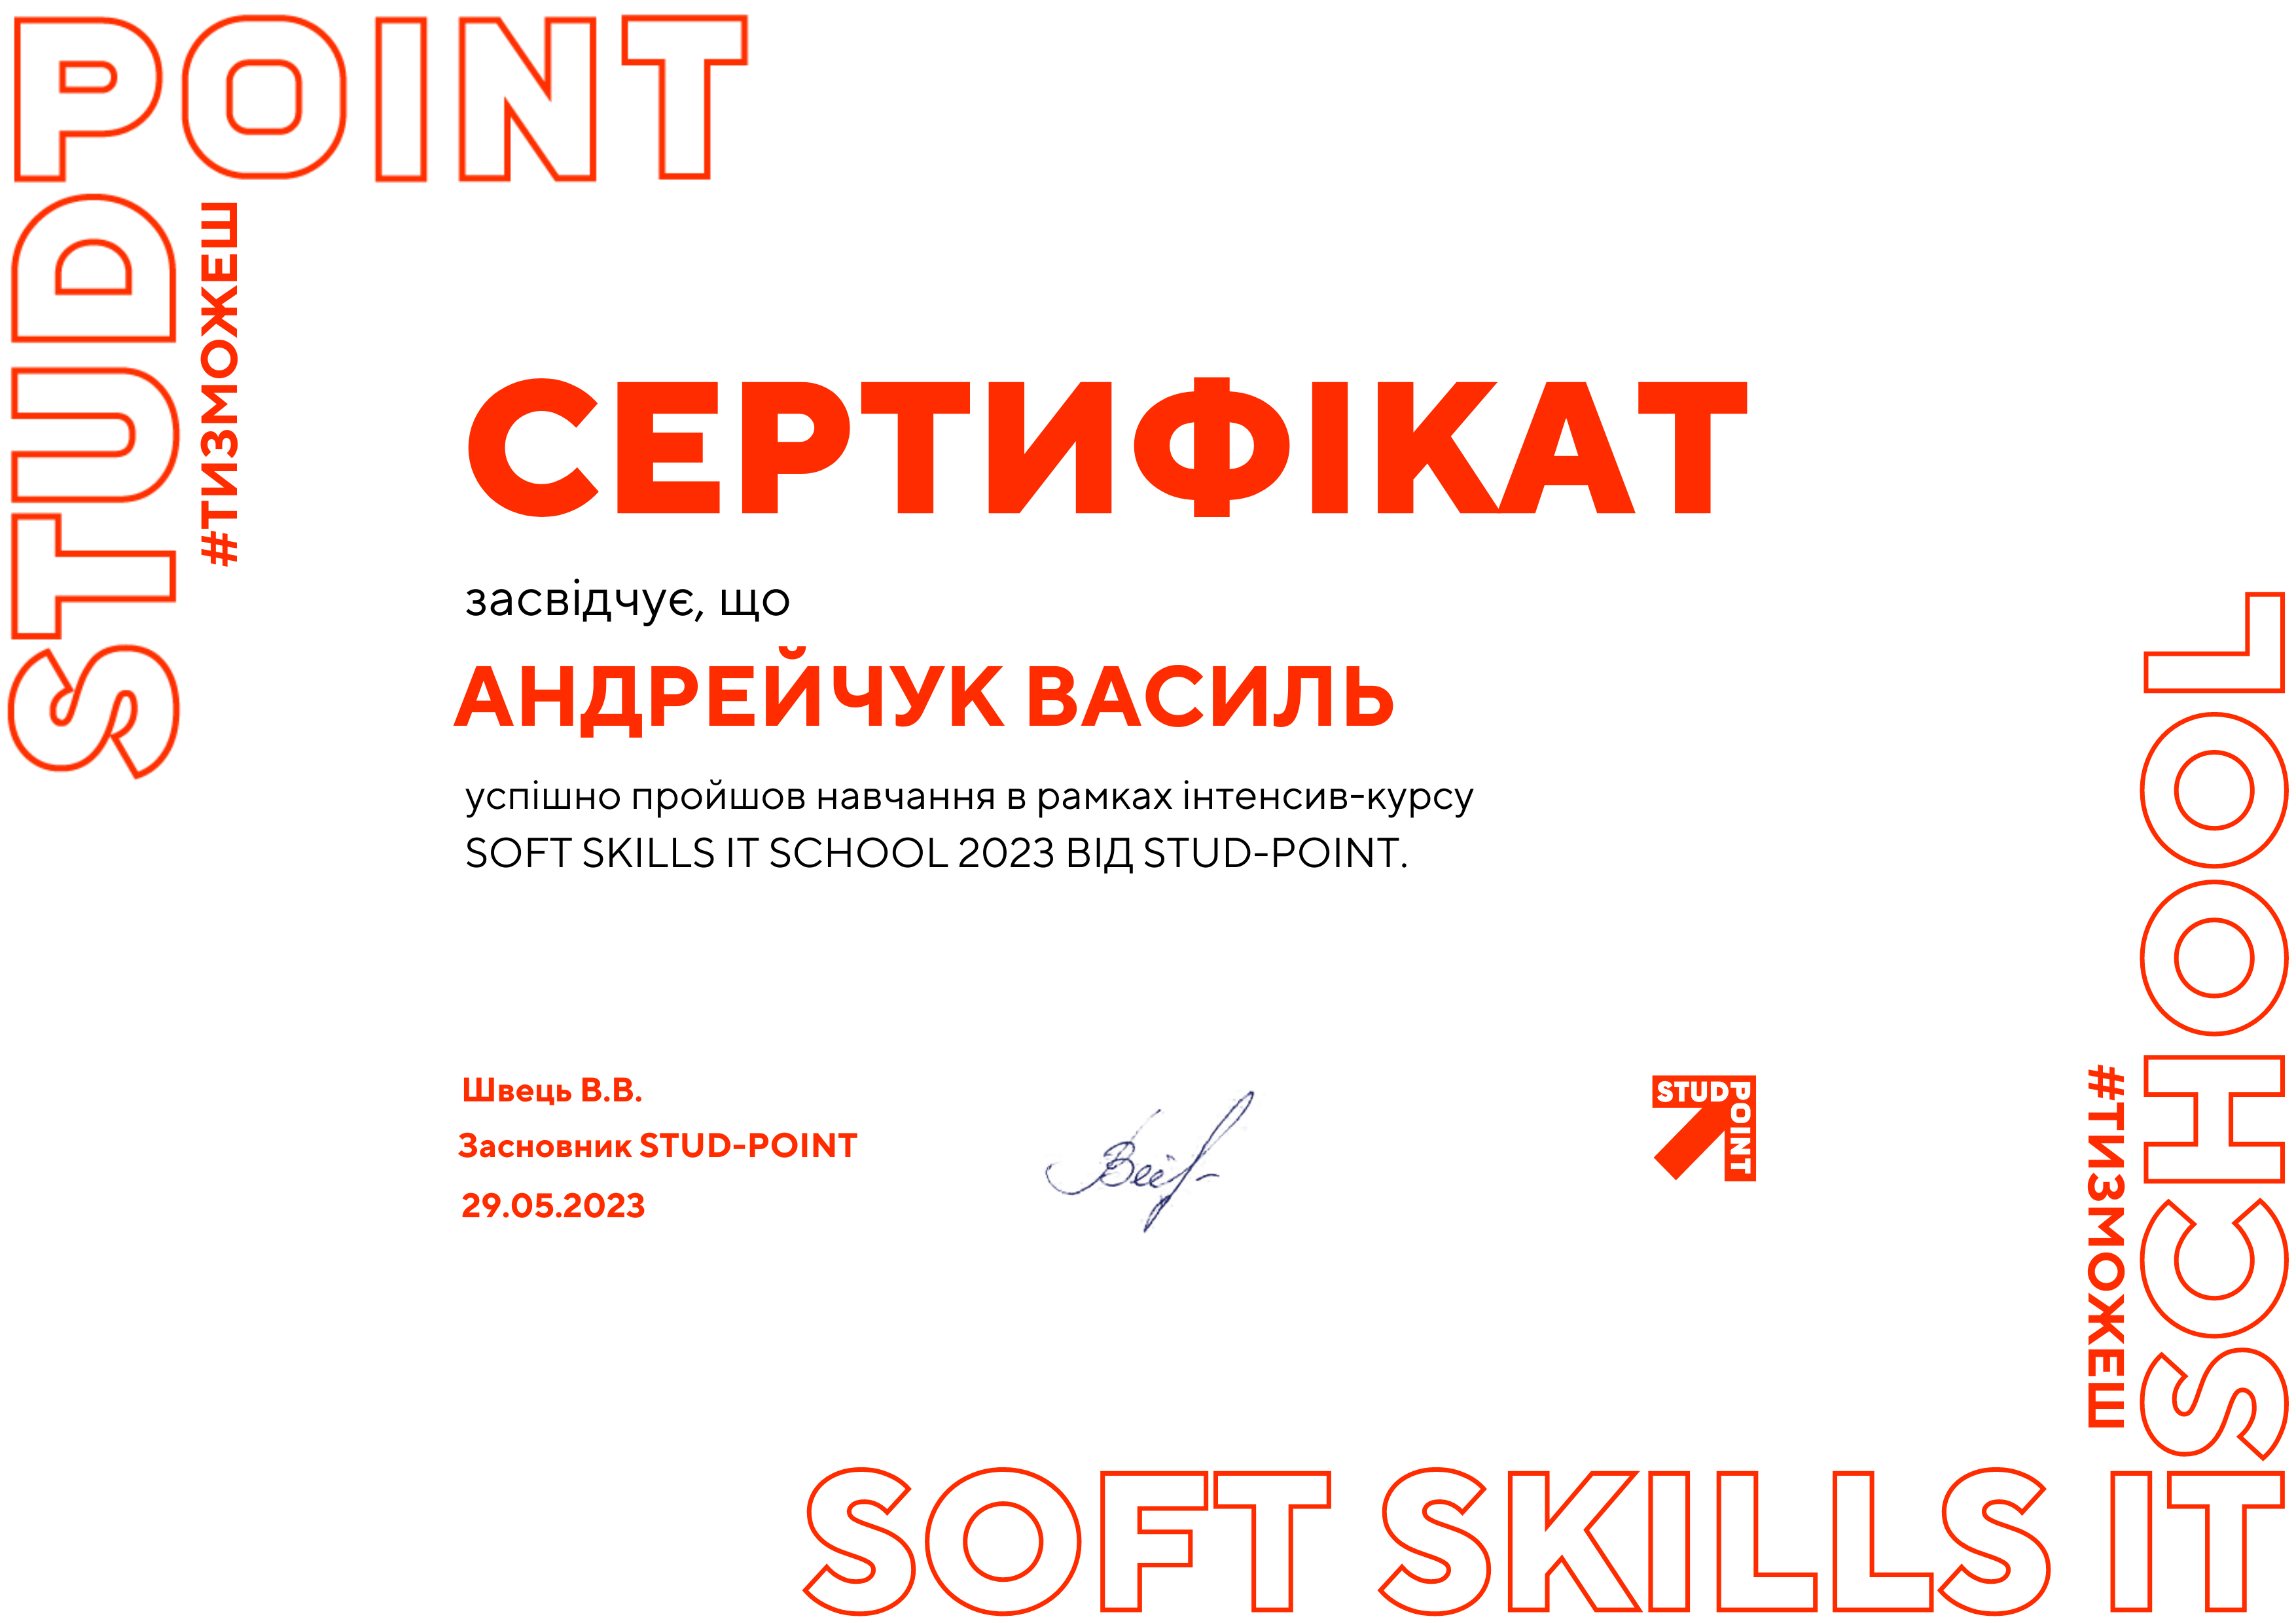 STUD
POINT
#ТИЗМОЖЕШ
СЕРТИФІКАТ
засвідчує, що
АНДРЕЙЧУК ВАСИЛЬ
успішно пройшов навчання в рамках інтенсив-курсу
SOFT SKILLS IT SCHOOL 2023 ВІД STUD-POINT.
Швець В.В.
Засновник STUD-POINT
29.05.2023
STUD
POINT
#ТИЗМОЖЕШ
SOFT SKILLS IT
SCHOOL